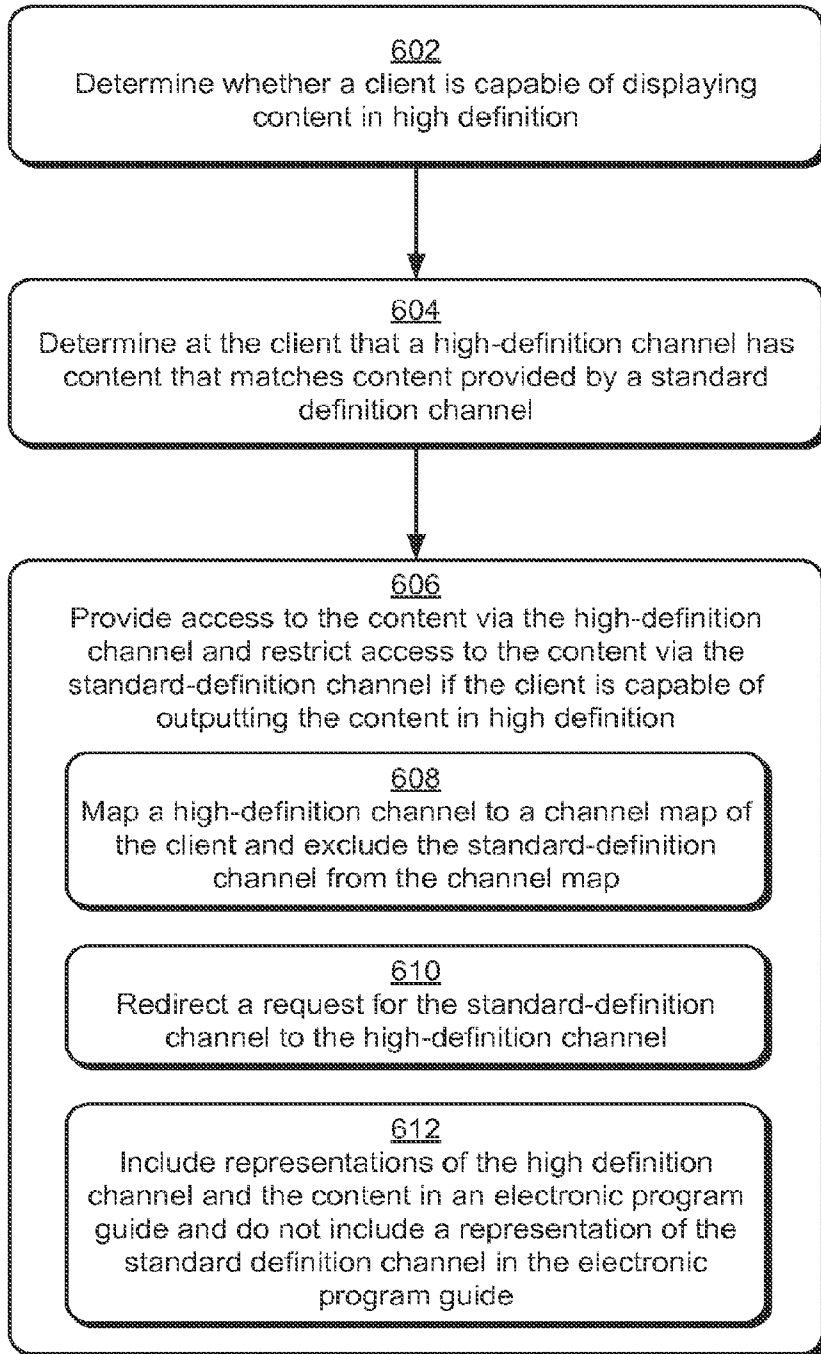 602
Determine whether a client is capable of displaying
content in high definition
604
Determine at the client that a high-definition channel has
content that matches content provided by a standard
definition channel
606
Provide access to the content via the high-definition
channel and restrict access to the content via the
standard-definition channel if the client is capable of
outputting the content in high definition
608
Map a high-definition channel to a channel map of
the client and exclude the standard-definition
channel from the channel map
610
Redirect a request for the standard-definition
channel to the high-definition channel
612
Include representations of the high definition
channel and the content in an electronic program
guide and do not include a representation of the
standard definition channel in the electronic
program guide